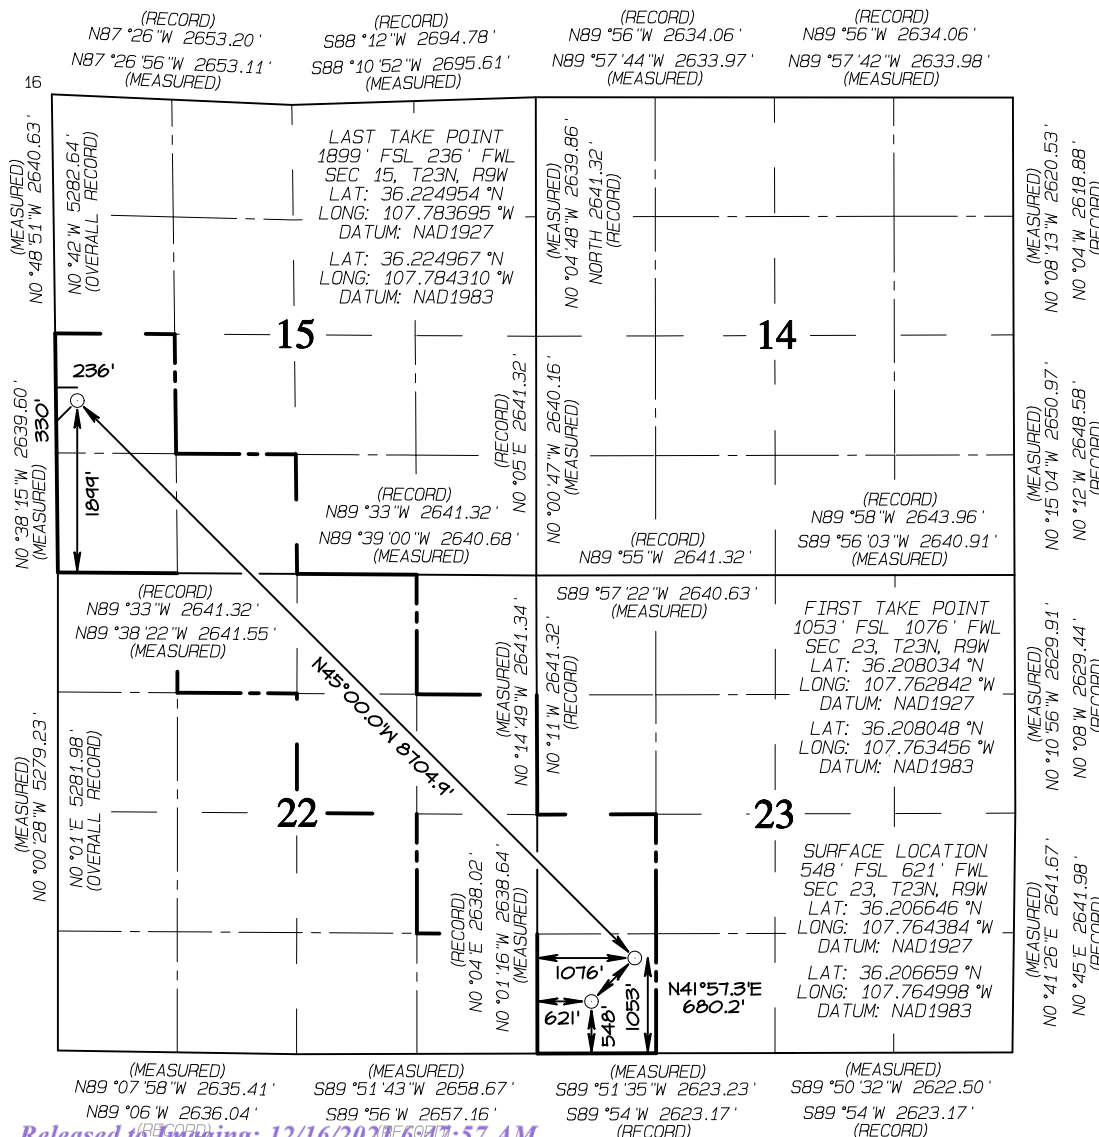 (RECORD)
N87°26"W 2653.20'
N87°26'56"W 2653.11'
(MEASURED)
(RECORD)
S88°12"W 2694.78'
S88°10'52"W 2695.61'
(MEASURED)
(RECORD)
N89°56"W 2634.06'
N89°57'44"W 2633.97'
(MEASURED)
(RECORD)
N89°56"W 2634.06'
N89°57'42"W 2633.98'
(MEASURED)
16
(MEASURED)
N0°48'51"W 2640.63'
N0°42'W 5282.64'
(OVERALL RECORD)
LAST TAKE POINT
1899' FSL 236' FWL
SEC 15, T23N, R9W
LAT: 36.224954°N
LONG: 107.783695°W
DATUM: NAD1927
LAT: 36.224967°N
LONG: 107.784310°W
DATUM: NAD1983
(MEASURED)
N0°04'48"W 2639.86'
NORTH 2641.32'
(RECORD)
(MEASURED)
N0°08'13"W 2620.53'
N0°04"W 2618.88'
(RECORD)
15
14
236'
330'
1899'
N0°38'15"W 2639.60'
(MEASURED)
(RECORD)
N0°05'E 2641.32'
N0°00'47"W 2640.16'
(MEASURED)
(MEASURED)
N0°15'04"W 2650.97'
N0°12"W 2648.58'
(RECORD)
(RECORD)
N89°33"W 2641.32'
N89°39'00"W 2640.68'
(MEASURED)
(RECORD)
N89°55"W 2641.32'
(RECORD)
N89°58"W 2643.96'
S89°56'03"W 2640.91'
(MEASURED)
(RECORD)
N89°33"W 2641.32'
N89°38'22"W 2641.55'
(MEASURED)
S89°57'22"W 2640.63'
(MEASURED)
FIRST TAKE POINT
1053' FSL 1076' FWL
SEC 23, T23N, R9W
LAT: 36.208034°N
LONG: 107.762842°W
DATUM: NAD1927
LAT: 36.208048°N
LONG: 107.763456°W
DATUM: NAD1983
N45°00.0'W 8704.9'
(MEASURED)
N0°14'49"W 2641.34'
N0°11'W 2641.32'
(RECORD)
(MEASURED)
N0°10'56"W 2629.91'
N0°08"W 2629.44'
(RECORD)
(MEASURED)
N0°00'28"W 5279.23'
N0°01'E 5281.98'
(OVERALL RECORD)
22
23
SURFACE LOCATION
548' FSL 621' FWL
SEC 23, T23N, R9W
LAT: 36.206646°N
LONG: 107.764384°W
DATUM: NAD1927
LAT: 36.206659°N
LONG: 107.764998°W
DATUM: NAD1983
(RECORD)
N0°04'E 2638.02'
N0°01'16"W 2638.64'
(MEASURED)
1076'
621'
548'
1053'
N41°57.3'E
680.2'
(MEASURED)
N0°41'26"E 2641.67'
N0°45'E 2641.98'
(RECORD)
(MEASURED)
N89°07'58"W 2635.41'
N89°06'W 2636.04'
(RECORD)
(MEASURED)
S89°51'43"W 2658.67'
S89°56'W 2657.16'
(RECORD)
(MEASURED)
S89°51'35"W 2623.23'
S89°54'W 2623.17'
(RECORD)
(MEASURED)
S89°50'32"W 2622.50'
S89°54'W 2623.17'
(RECORD)
Released to Imaging: 12/16/2021 6:47:57 AM